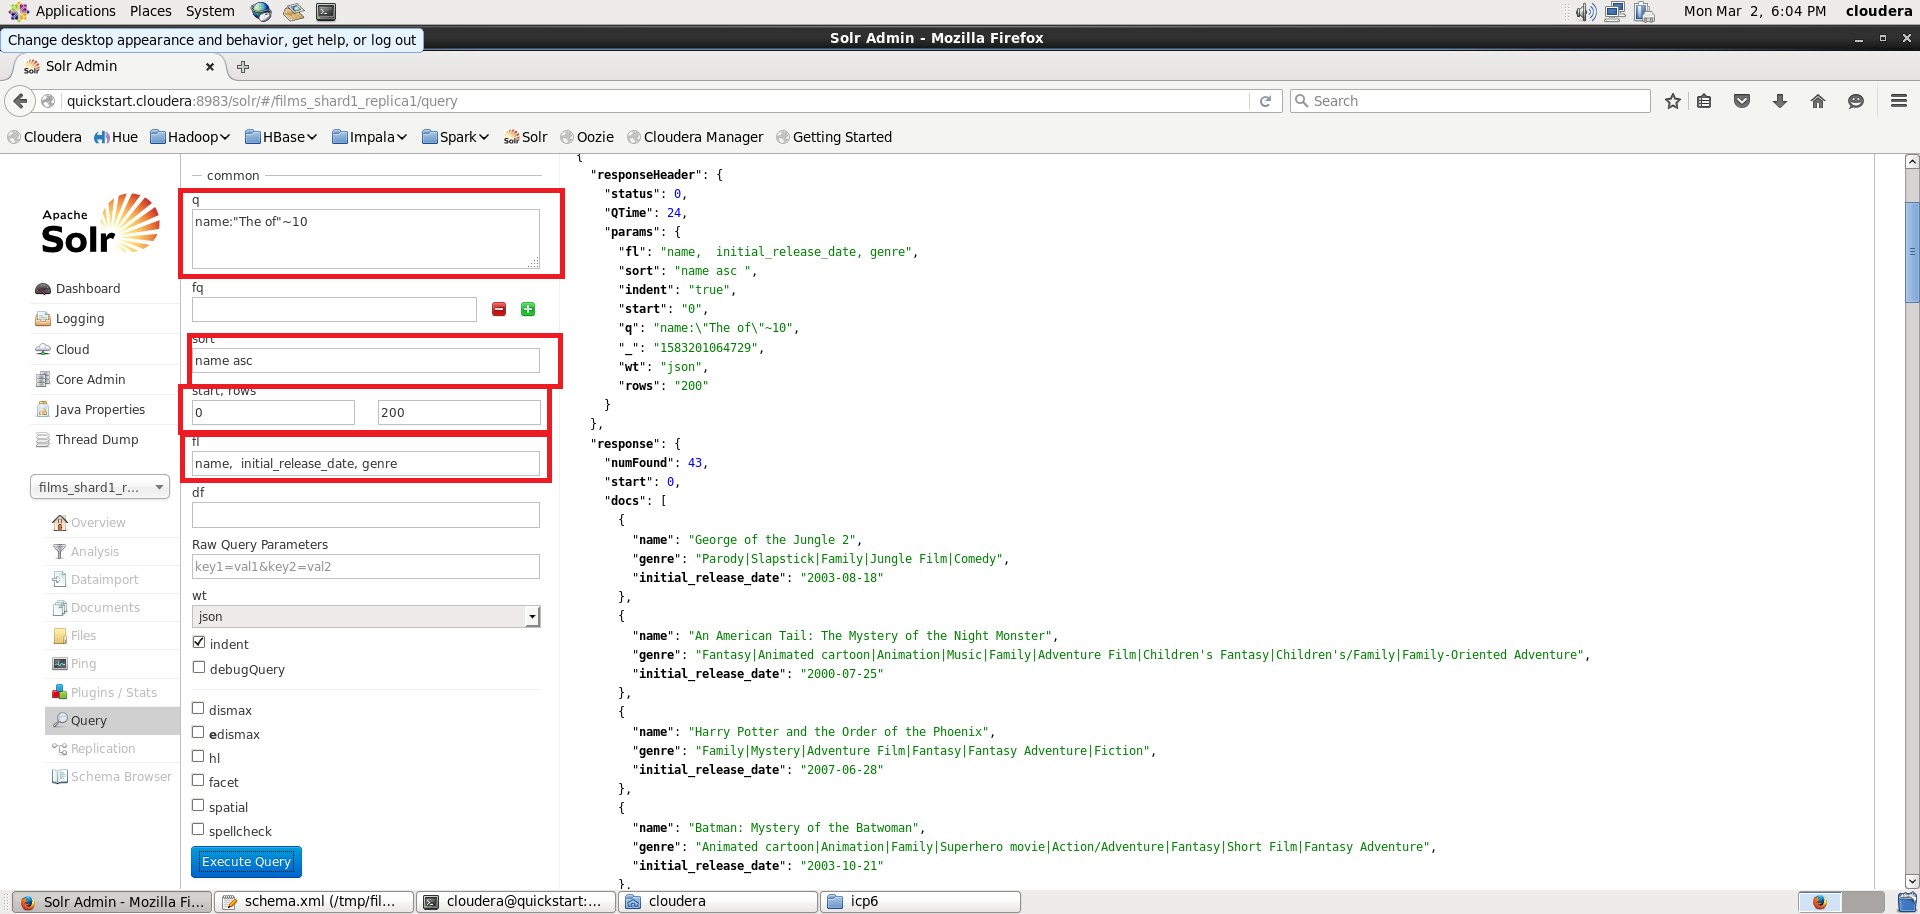 Applications Places System
Mon Mar 2, 6:04 PM cloudera
Change desktop appearance and behavior, get help, or log out
Solr Admin - Mozilla Firefox
Solr Solr Admin
quickstart.cloudera:8983/solr/#/films_shard1_replica1/query
Search
Cloudera Hue Hadoop HBase Impala Spark Solr Solr Oozie Cloudera Manager Getting Started
Apache
Solr
Dashboard
Logging
Cloud
Core Admin
Java Properties
Thread Dump
films_shard1_r...
Overview
Analysis
Dataimport
Documents
Files
Ping
Plugins / Stats
Query
Replication
Schema Browser
common
q
name:"The of"~10
fq
sort
name asc
start, rows
0 200
fl
name,  initial_release_date, genre
df
Raw Query Parameters
key1=val1&key2=val2
wt
json
indent
debugQuery
dismax
edismax
hl
facet
spatial
spellcheck
Execute Query
{
"responseHeader": {
"status": 0,
"QTime": 24,
"params": {
"fl": "name,  initial_release_date, genre",
"sort": "name asc ",
"indent": "true",
"start": "0",
"q": "name:\"The of\"~10",
"_": "1583201064729",
"wt": "json",
"rows": "200"
}
},
"response": {
"numFound": 43,
"start": 0,
"docs": [
{
"name": "George of the Jungle 2",
"genre": "Parody|Slapstick|Family|Jungle Film|Comedy",
"initial_release_date": "2003-08-18"
},
{
"name": "An American Tail: The Mystery of the Night Monster",
"genre": "Fantasy|Animated cartoon|Animation|Music|Family|Adventure Film|Children's Fantasy|Children's/Family|Family-Oriented Adventure",
"initial_release_date": "2000-07-25"
},
{
"name": "Harry Potter and the Order of the Phoenix",
"genre": "Family|Mystery|Adventure Film|Fantasy|Fantasy Adventure|Fiction",
"initial_release_date": "2007-06-28"
},
{
"name": "Batman: Mystery of the Batwoman",
"genre": "Animated cartoon|Animation|Family|Superhero movie|Action/Adventure|Fantasy|Short Film|Fantasy Adventure",
"initial_release_date": "2003-10-21"
},
Solr Admin - Mozilla Fi... schema.xml (/tmp/fil... cloudera@quickstart:... cloudera icp6